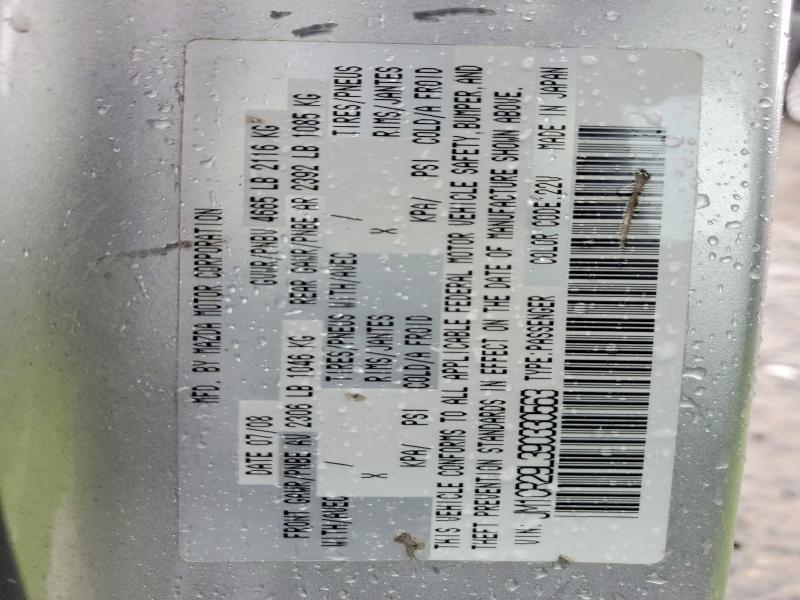 MFD. BY MAZDA MOTOR CORPORATION
DATE 07/08 GVWR/PNBV 4665 LB 2116 KG
FRONT GAWR/PNBE AV 2306 LB 1046 KG REAR GAWR/PNBE AR 2392 LB 1085 KG
WITH/AVEC / TIRES/PNEUS WITH/AVEC / TIRES/PNEUS
X RIMS/JANTES X RIMS/JANTES
KPA/ PSI COLD/A FROID KPA/ PSI COLD/A FROID
THIS VEHICLE CONFORMS TO ALL APPLICABLE FEDERAL MOTOR VEHICLE SAFETY, BUMPER, AND
THEFT PREVENTION STANDARDS IN EFFECT ON THE DATE OF MANUFACTURE SHOWN ABOVE.
VIN: JM1CR29L390330563 TYPE:PASSENGER COLOR CODE:22V MADE IN JAPAN